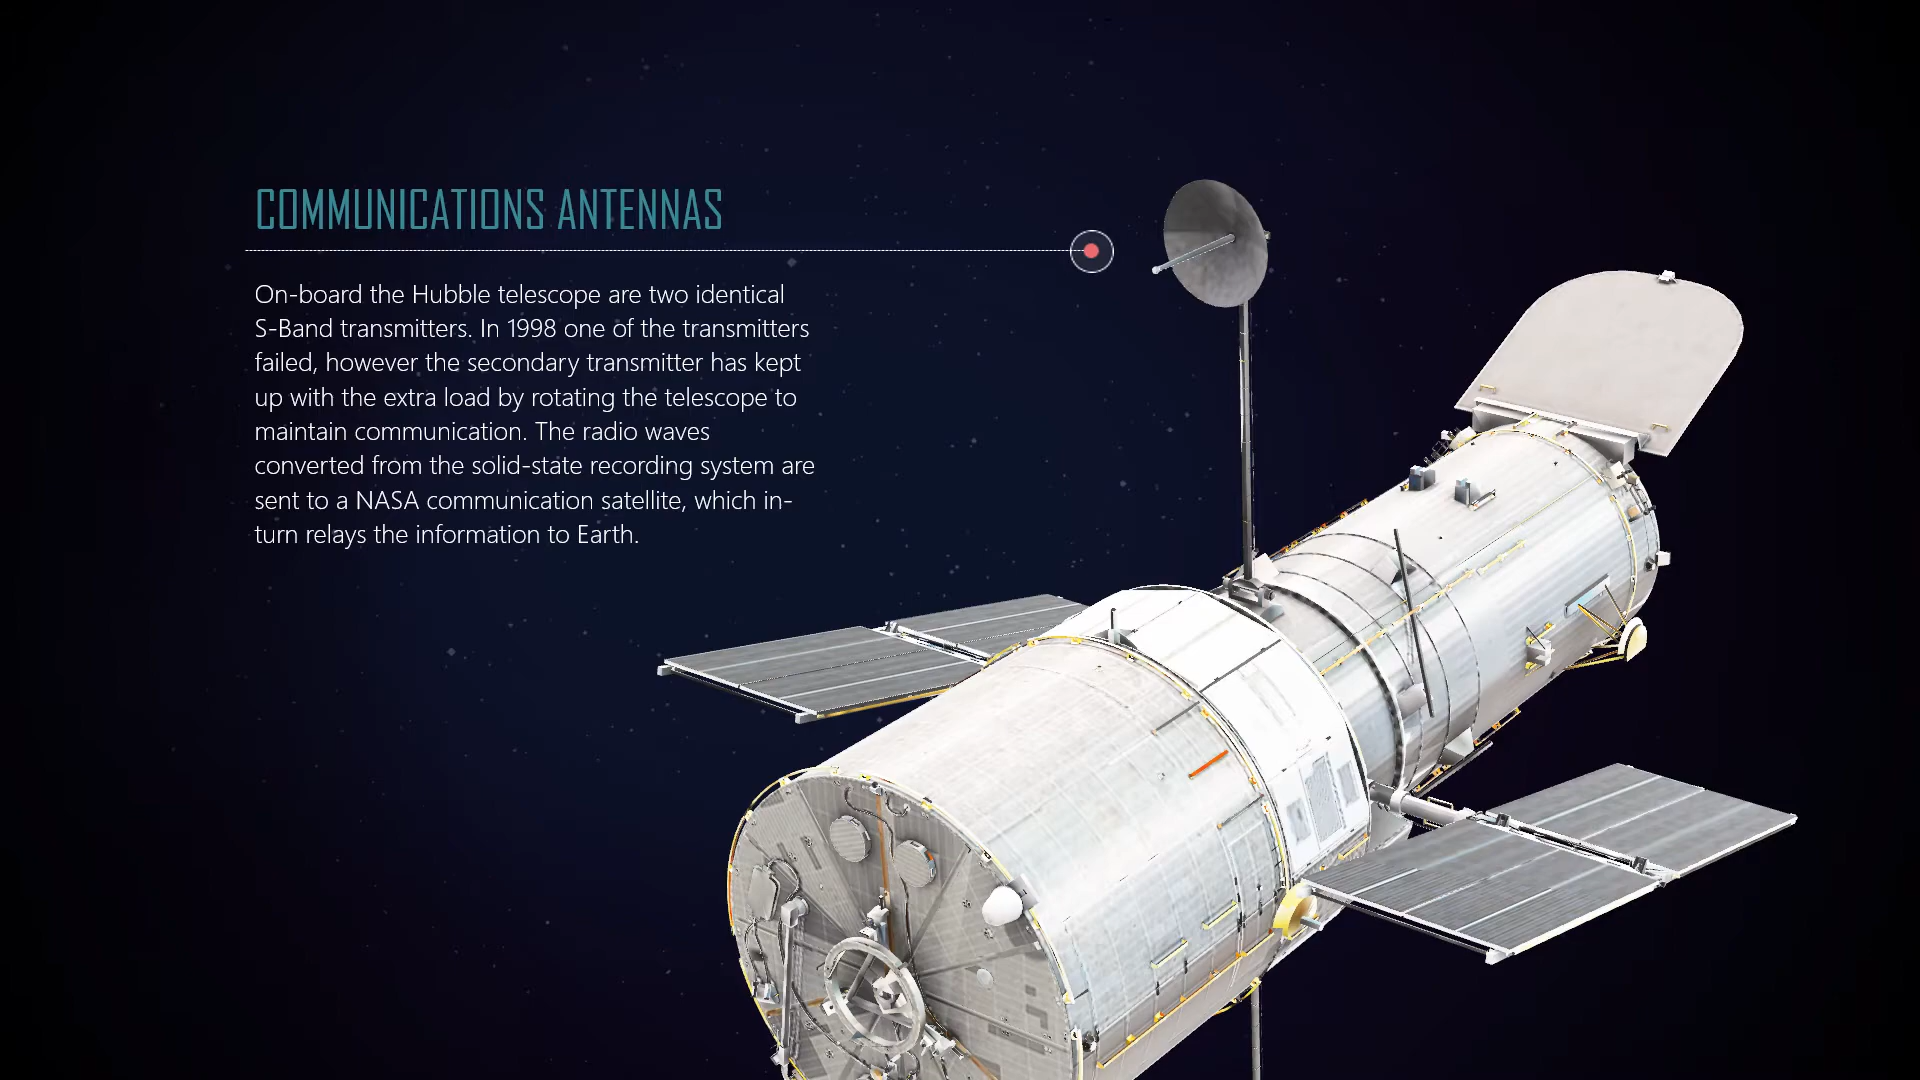 COMMUNICATIONS ANTENNAS
On-board the Hubble telescope are two identical
S-Band transmitters. In 1998 one of the transmitters
failed, however the secondary transmitter has kept
up with the extra load by rotating the telescope to
maintain communication. The radio waves
converted from the solid-state recording system are
sent to a NASA communication satellite, which in-
turn relays the information to Earth.